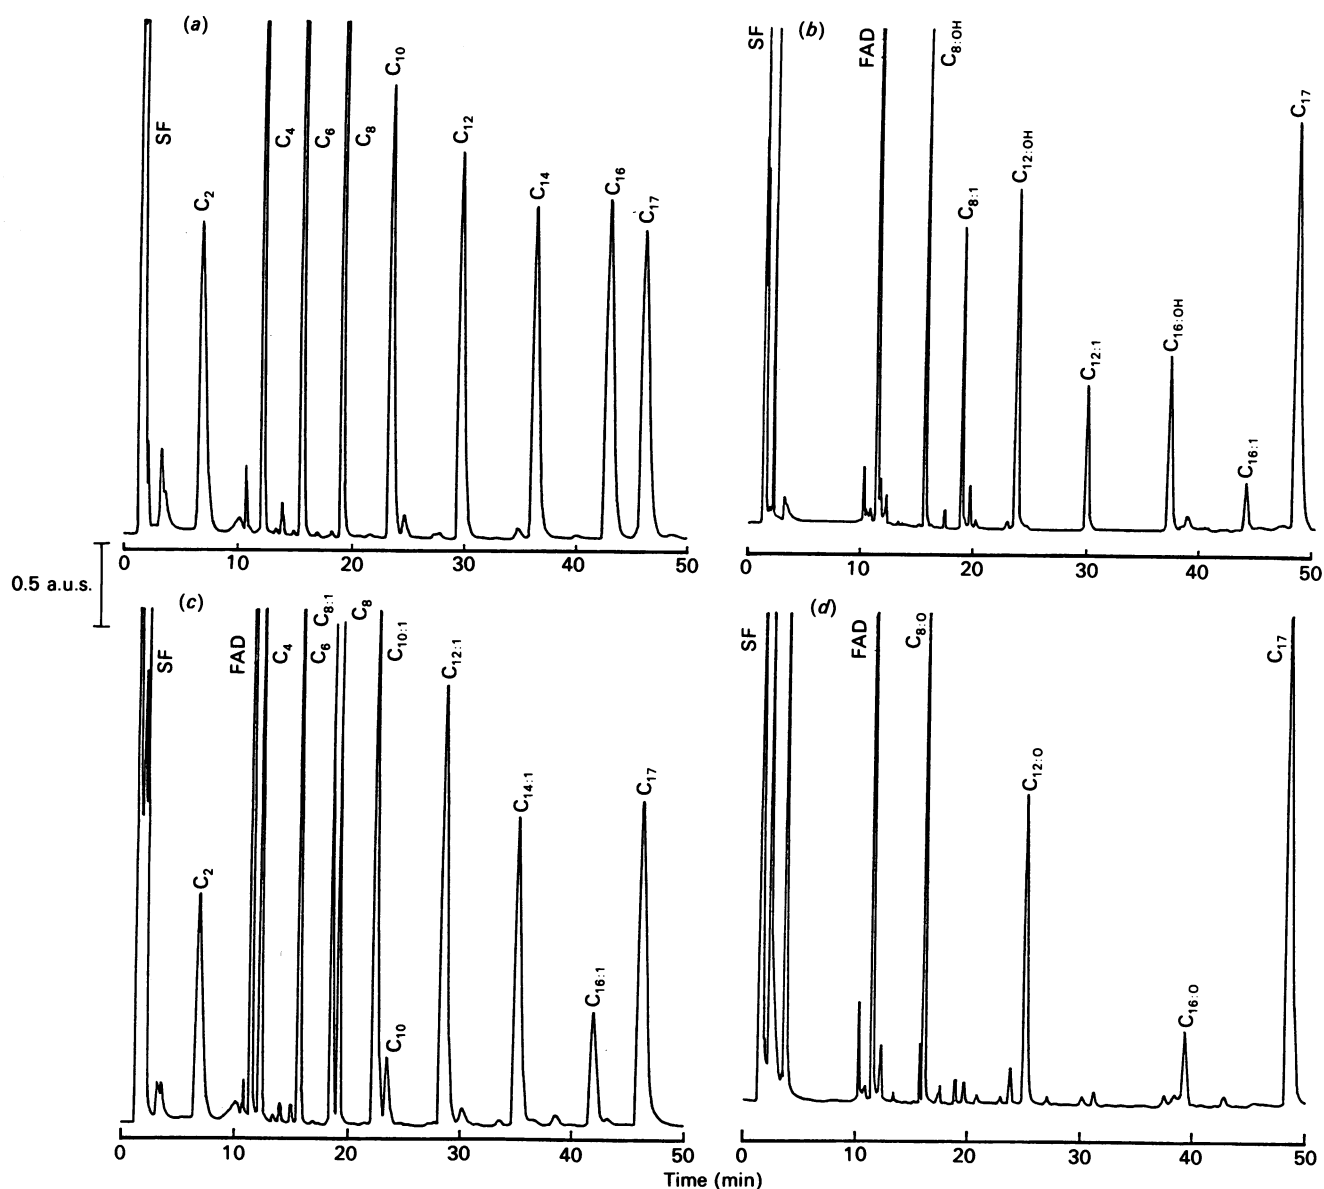 (a)
SF
C2
C4
C6
C8
C10
C12
C14
C16
C17
0 10 20 30 40 50
(b)
SF
FAD
C8:OH
C8:1
C12:OH
C12:1
C16:OH
C16:1
C17
0 10 20 30 40 50
0.5 a.u.s.
(c)
SF
C2
FAD
C4
C6
C8:1
C8
C10:1
C10
C12:1
C14:1
C16:1
C17
0 10 20 30 40 50
(d)
SF
FAD
C8:O
C12:O
C16:O
C17
0 10 20 30 40 50
Time (min)